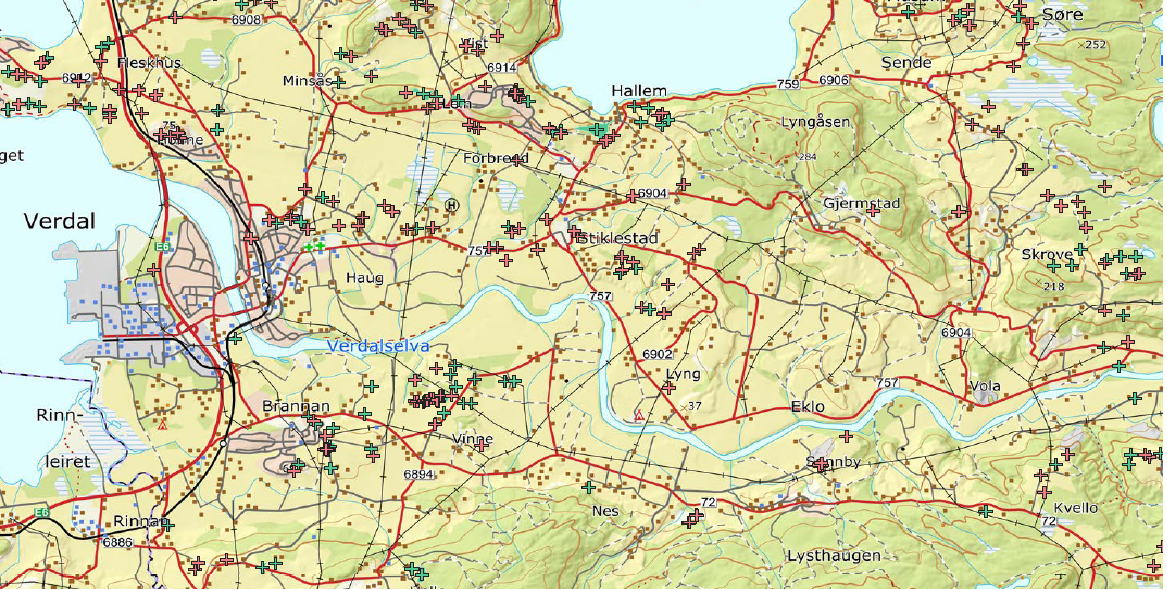 6908
Søre
252
Fleskhus
Vist
6914
6912
Minsås
Sende
759
6906
Hallem
75
Lyngåsen
get
Forbregd
284
H
6904
Gjermstad
Verdal
E6
757
Stiklestad
Haug
Skrove
218
757
Verdalselva
6904
6902
Lyng
757
Vola
Brannan
37
Eklo
Rinn-
Vinne
leiret
6894
Nes
72
E6
Rinnan
Kvello
72
6886
Lysthaugen